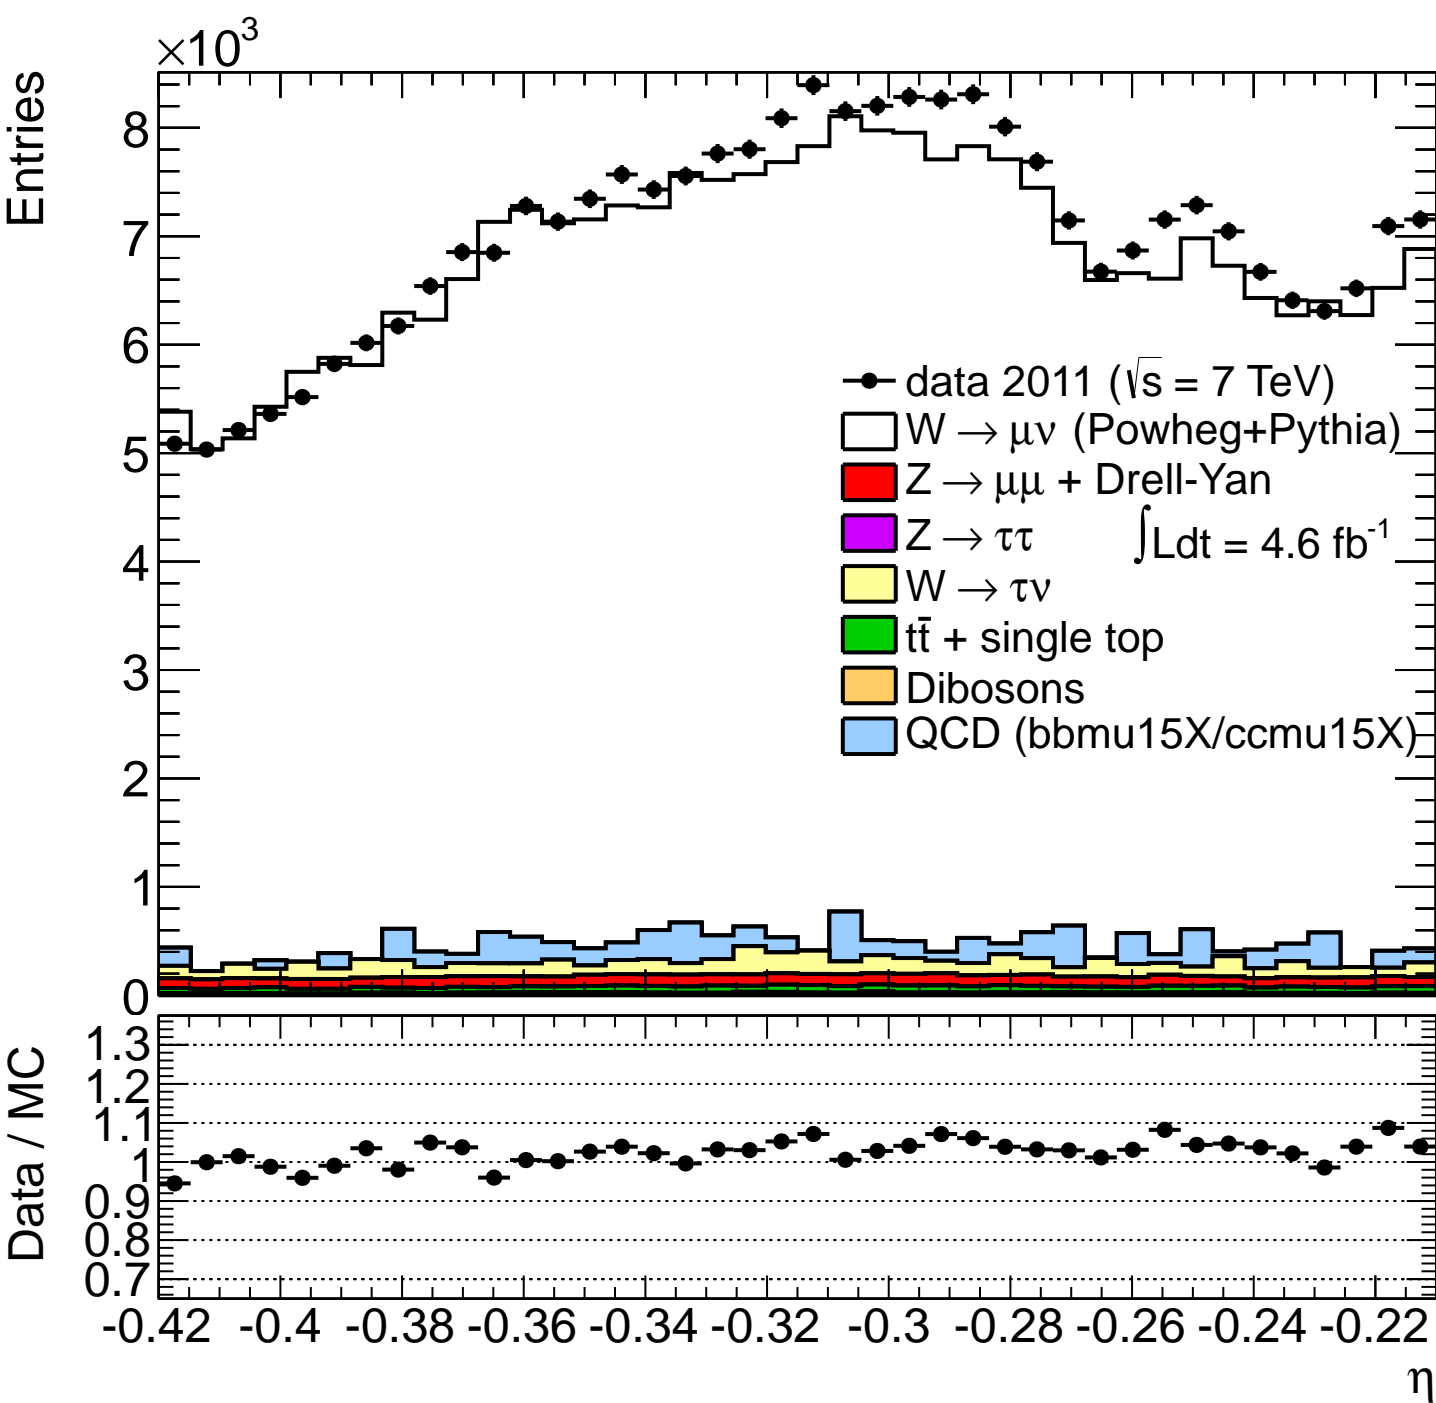 ×10³
Entries
8
7
6
5
4
3
2
1
0
data 2011 (√s = 7 TeV)
W → μν (Powheg+Pythia)
Z → μμ + Drell-Yan
Z → ττ
∫Ldt = 4.6 fb⁻¹
W → τν
tt̄ + single top
Dibosons
QCD (bbmu15X/ccmu15X)
Data / MC
1.3
1.2
1.1
1
0.9
0.8
0.7
-0.42 -0.4 -0.38 -0.36 -0.34 -0.32 -0.3 -0.28 -0.26 -0.24 -0.22
η